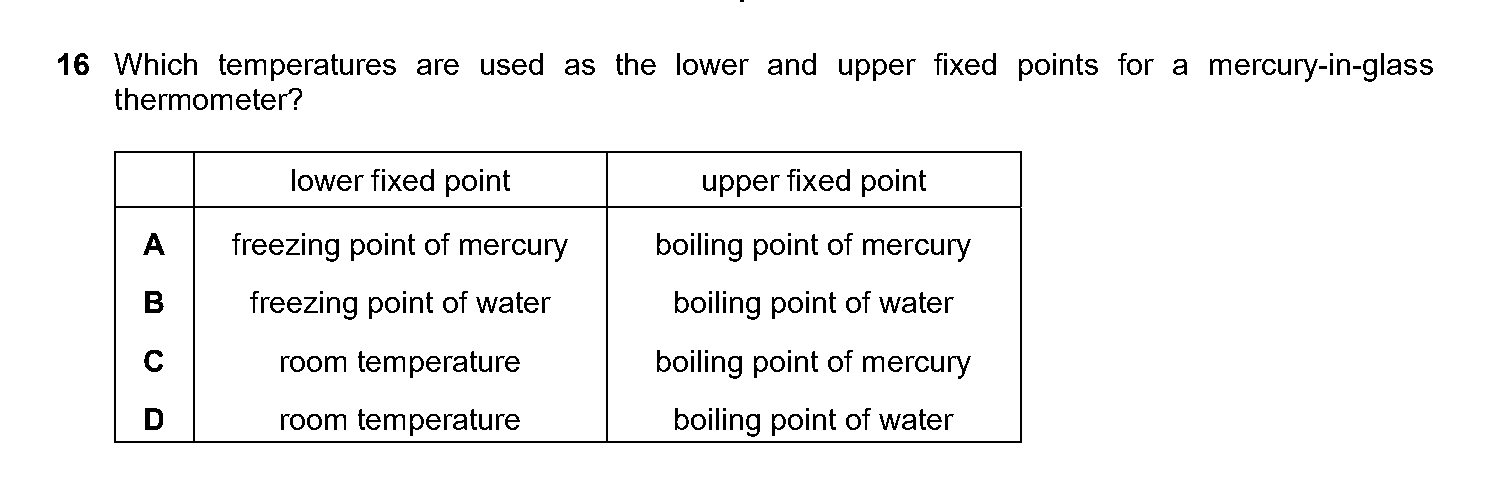 16 Which temperatures are used as the lower and upper fixed points for a mercury-in-glass
thermometer?
lower fixed point upper fixed point
A freezing point of mercury boiling point of mercury
B freezing point of water boiling point of water
C room temperature boiling point of mercury
D room temperature boiling point of water